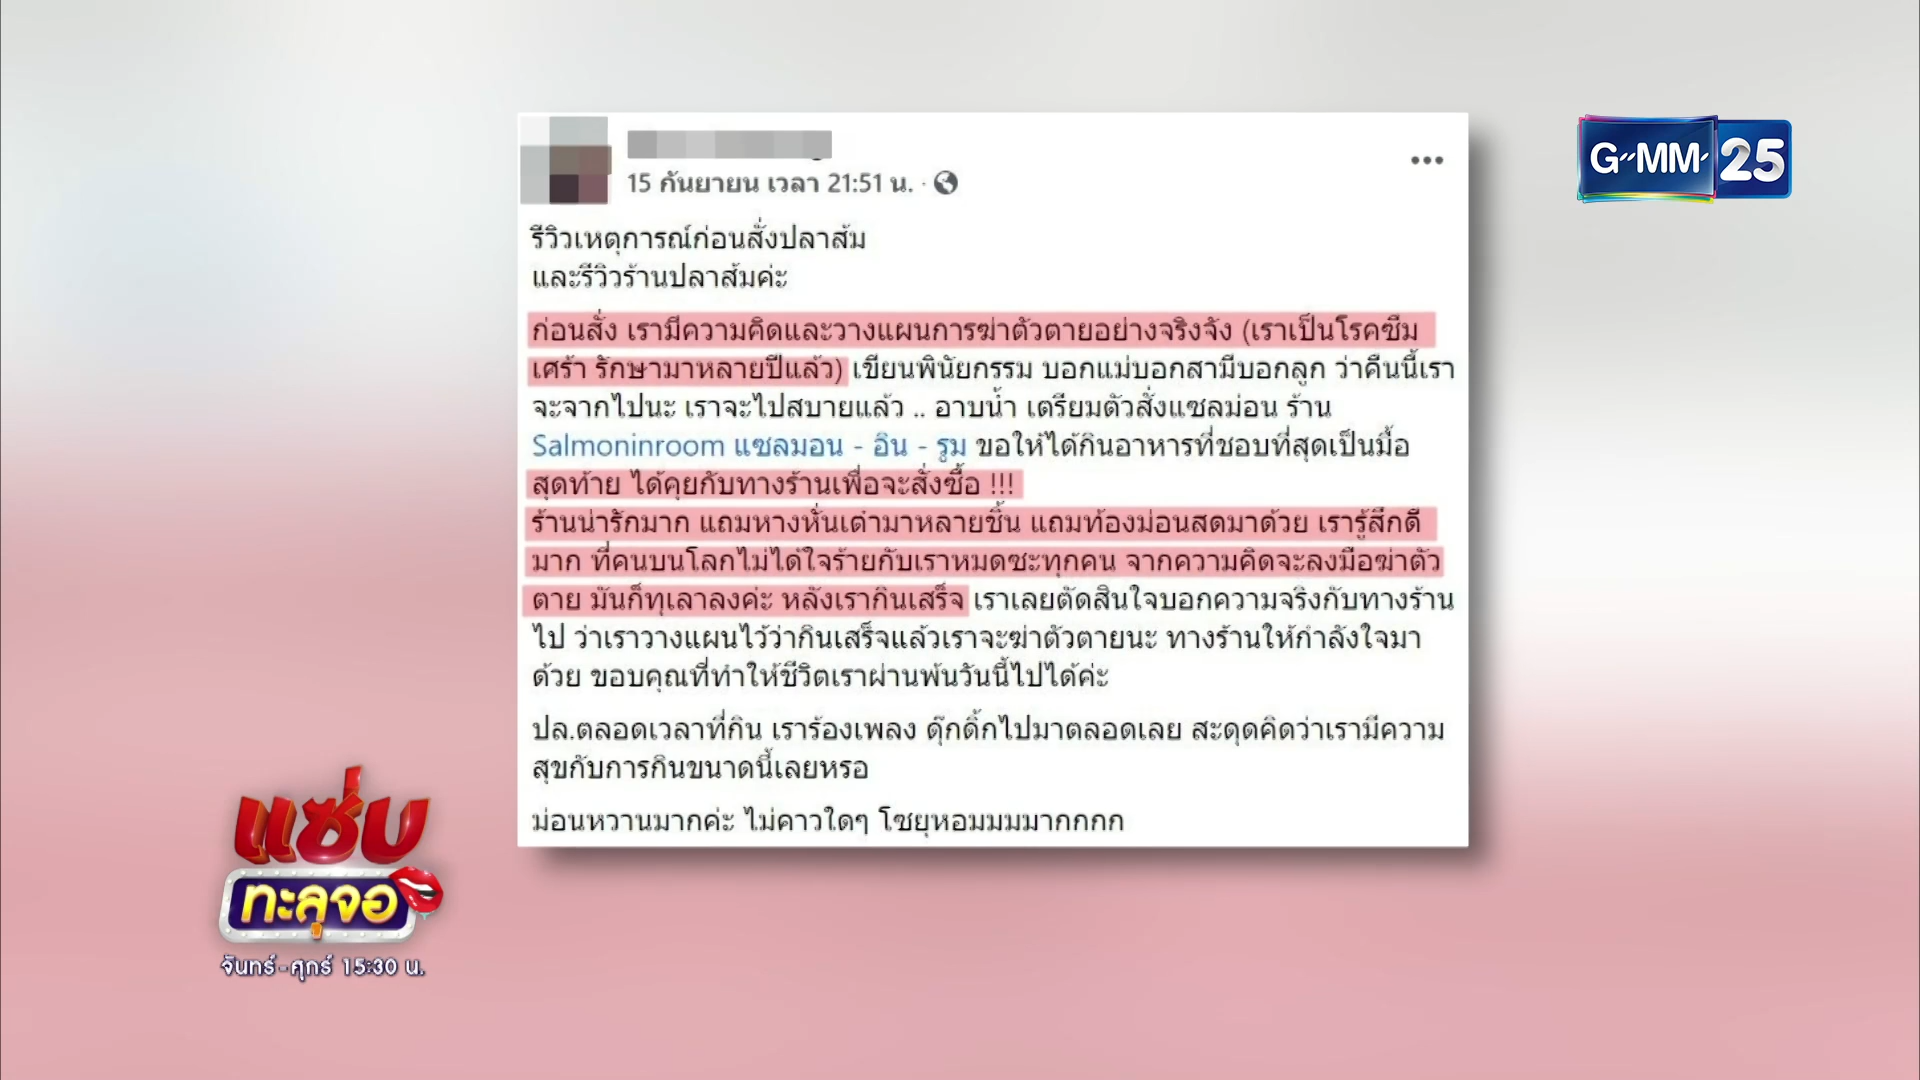 G-MM 25
15 กันยายน เวลา 21:51 น.
รีวิวเหตุการณ์ก่อนสั่งปลาส้ม
และรีวิวร้านปลาส้มค่ะ
ก่อนสั่ง เรามีความคิดและวางแผนการฆ่าตัวตายอย่างจริงจัง (เราเป็นโรคซึม
เศร้า รักษามาหลายปีแล้ว) เขียนพินัยกรรม บอกแม่บอกสามีบอกลูก ว่าคืนนี้เรา
จะจากไปนะ เราจะไปสบายแล้ว .. อาบน้ำ เตรียมตัวสั่งแซลม่อน ร้าน
Salmoninroom แซลมอน - อิน - รูม ขอให้ได้กินอาหารที่ชอบที่สุดเป็นมื้อ
สุดท้าย ได้คุยกับทางร้านเพื่อจะสั่งซื้อ !!!
ร้านน่ารักมาก แถมหางหั่นเต๋ามาหลายชิ้น แถมท้องม่อนสดมาด้วย เรารู้สึกดี
มาก ที่คนบนโลกไม่ได้ใจร้ายกับเราหมดซะทุกคน จากความคิดจะลงมือฆ่าตัว
ตาย มันก็ทุเลาลงค่ะ หลังเรากินเสร็จ เราเลยตัดสินใจบอกความจริงกับทางร้าน
ไป ว่าเราวางแผนไว้ว่ากินเสร็จแล้วเราจะฆ่าตัวตายนะ ทางร้านให้กำลังใจมา
ด้วย ขอบคุณที่ทำให้ชีวิตเราผ่านพ้นวันนี้ไปได้ค่ะ
ปล.ตลอดเวลาที่กิน เราร้องเพลง ดุ๊กดิ้กไปมาตลอดเลย สะดุดคิดว่าเรามีความ
สุขกับการกินขนาดนี้เลยหรอ
ม่อนหวานมากค่ะ ไม่คาวใดๆ โชยุหอมมมมากกกก
แซ่บ
ทะลุจอ
จันทร์-ศุกร์ 15:30 น.